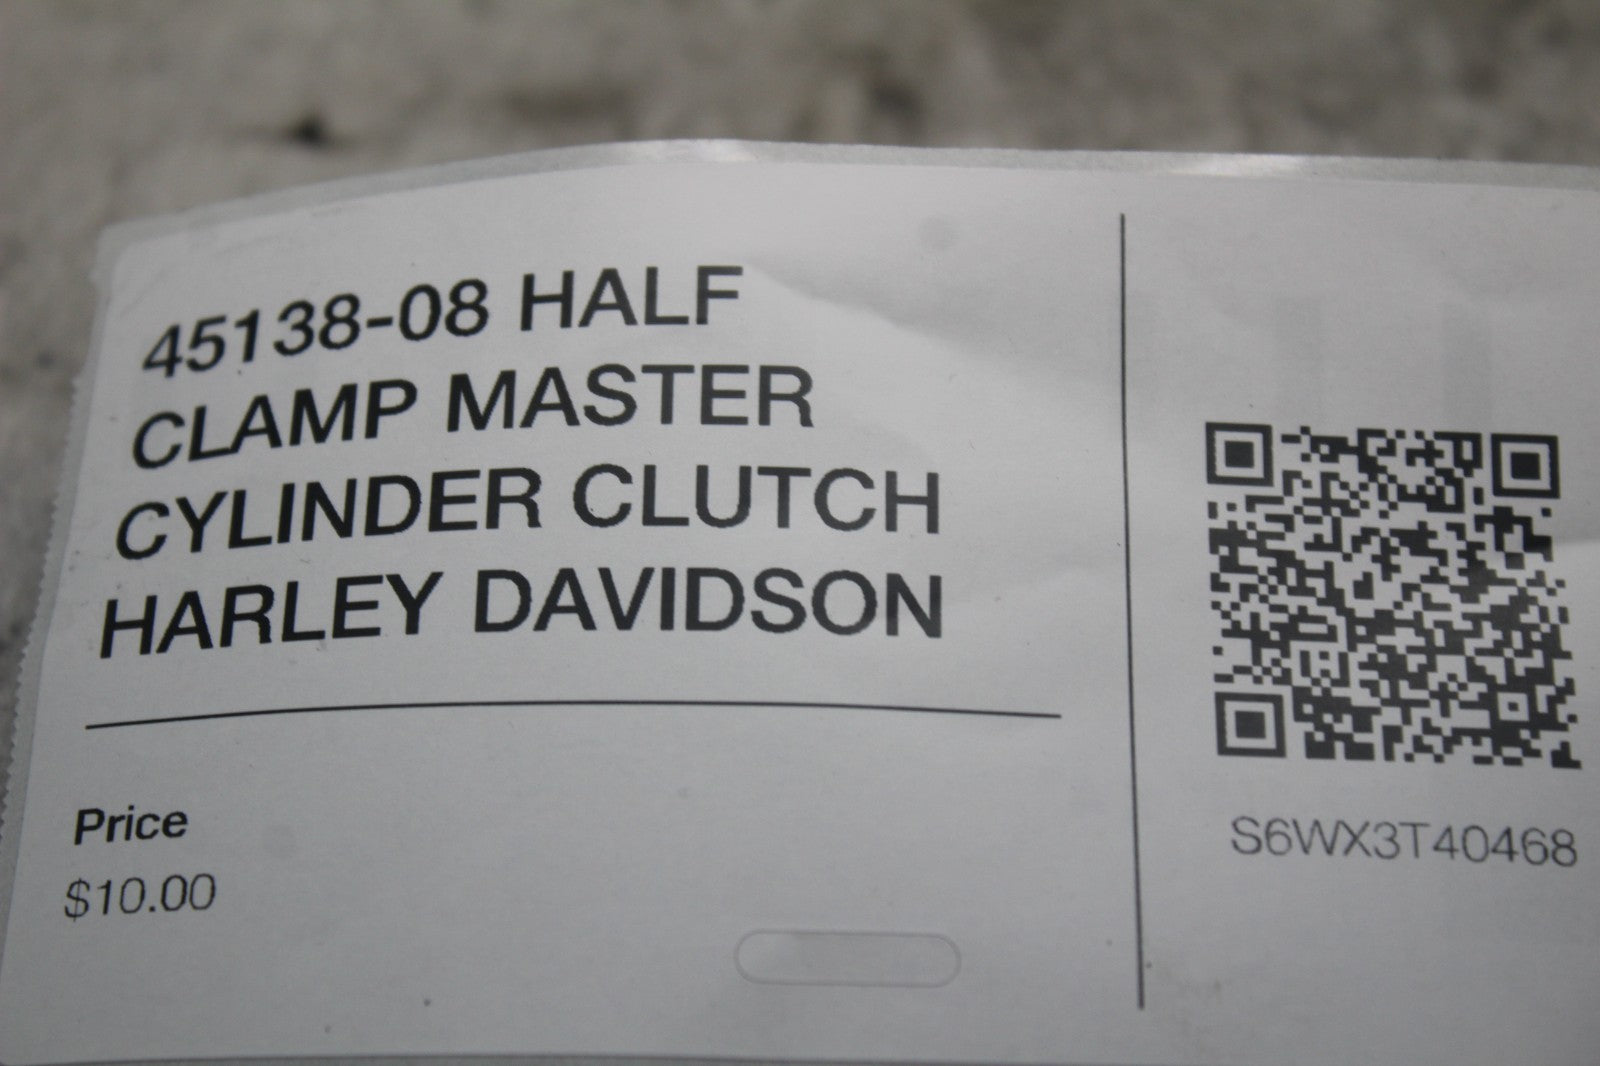 45138-08 HALF
CLAMP MASTER
CYLINDER CLUTCH
HARLEY DAVIDSON
Price
$10.00
S6WX3T40468